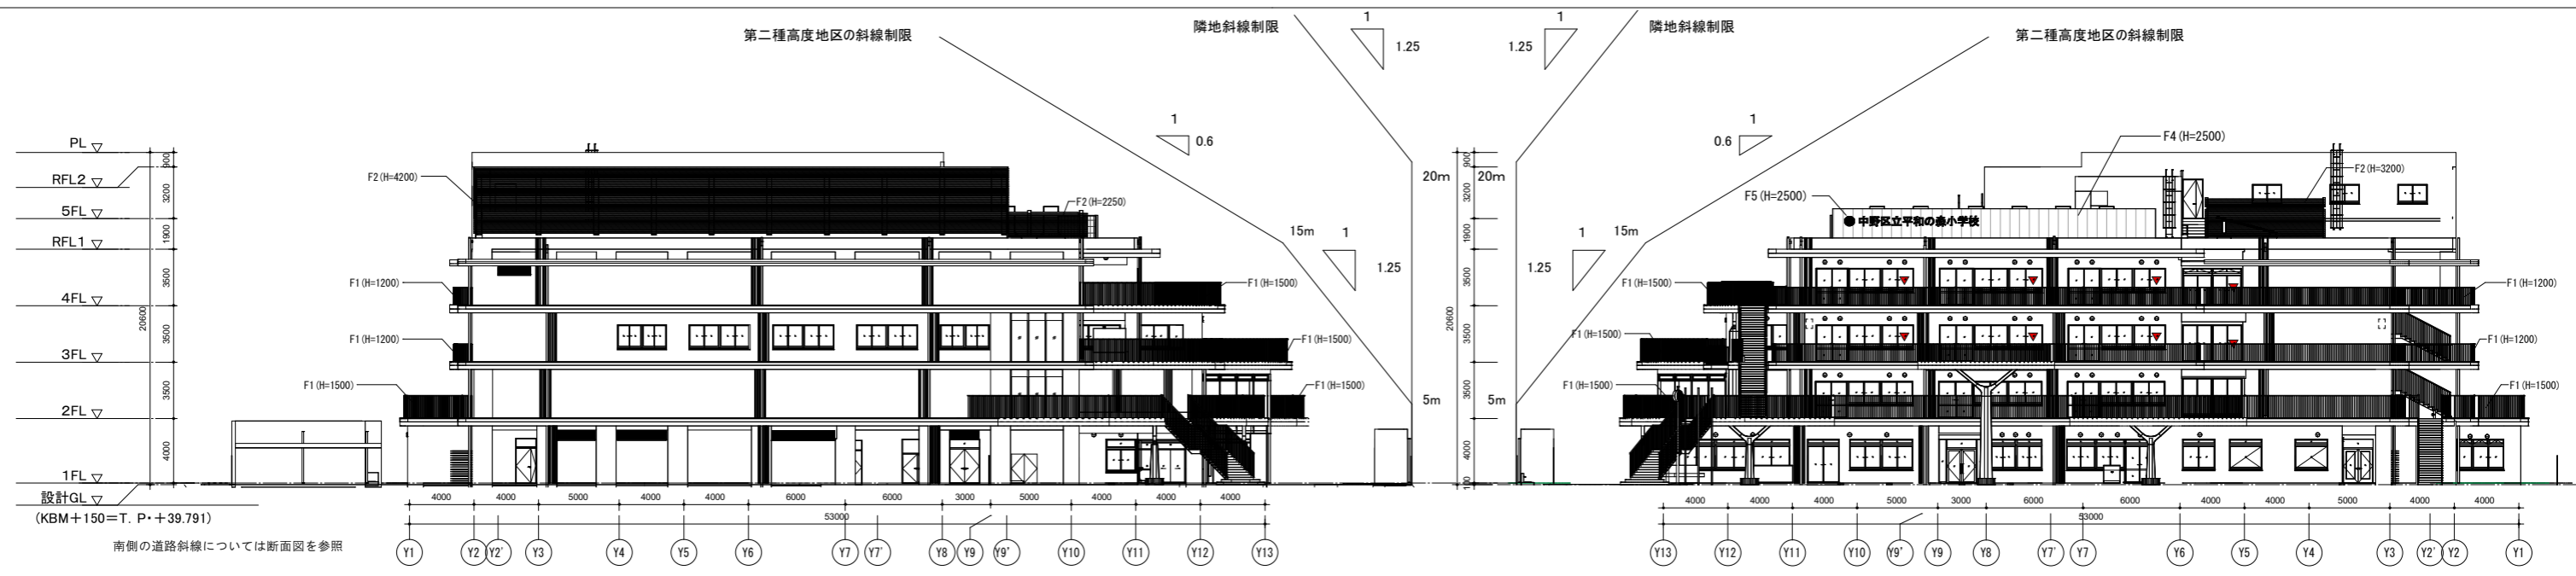 第二種高度地区の斜線制限
隣地斜線制限
1
1.25
1
1.25
隣地斜線制限
第二種高度地区の斜線制限
1
0.6
1
0.6
PL
RFL2
5FL
RFL1
4FL
3FL
2FL
1FL
設計GL
(KBM+150=T. P・+39.791)
南側の道路斜線については断面図を参照
900
3200
1900
3500
3500
3500
4000
20600
F2(H=4200)
F2(H=2250)
F1(H=1200)
F1(H=1500)
F1(H=1200)
F1(H=1500)
F1(H=1500)
F1(H=1500)
15m
1
1.25
20m
5m
900
3200
1900
3500
3500
3500
4000
100
20600
20m
5m
15m
1
1.25
F4(H=2500)
F2(H=3200)
F5(H=2500)
中野区立平和の森小学校
F1(H=1500)
F1(H=1200)
F1(H=1500)
F1(H=1200)
F1(H=1500)
F1(H=1500)
4000 4000 5000 4000 4000 6000 6000 3000 5000 4000 4000 4000
53000
Y1 Y2 Y2' Y3 Y4 Y5 Y6 Y7 Y7' Y8 Y9 Y9' Y10 Y11 Y12 Y13
4000 4000 4000 5000 3000 6000 6000 4000 4000 5000 4000 4000
53000
Y13 Y12 Y11 Y10 Y9' Y9 Y8 Y7' Y7 Y6 Y5 Y4 Y3 Y2' Y2 Y1